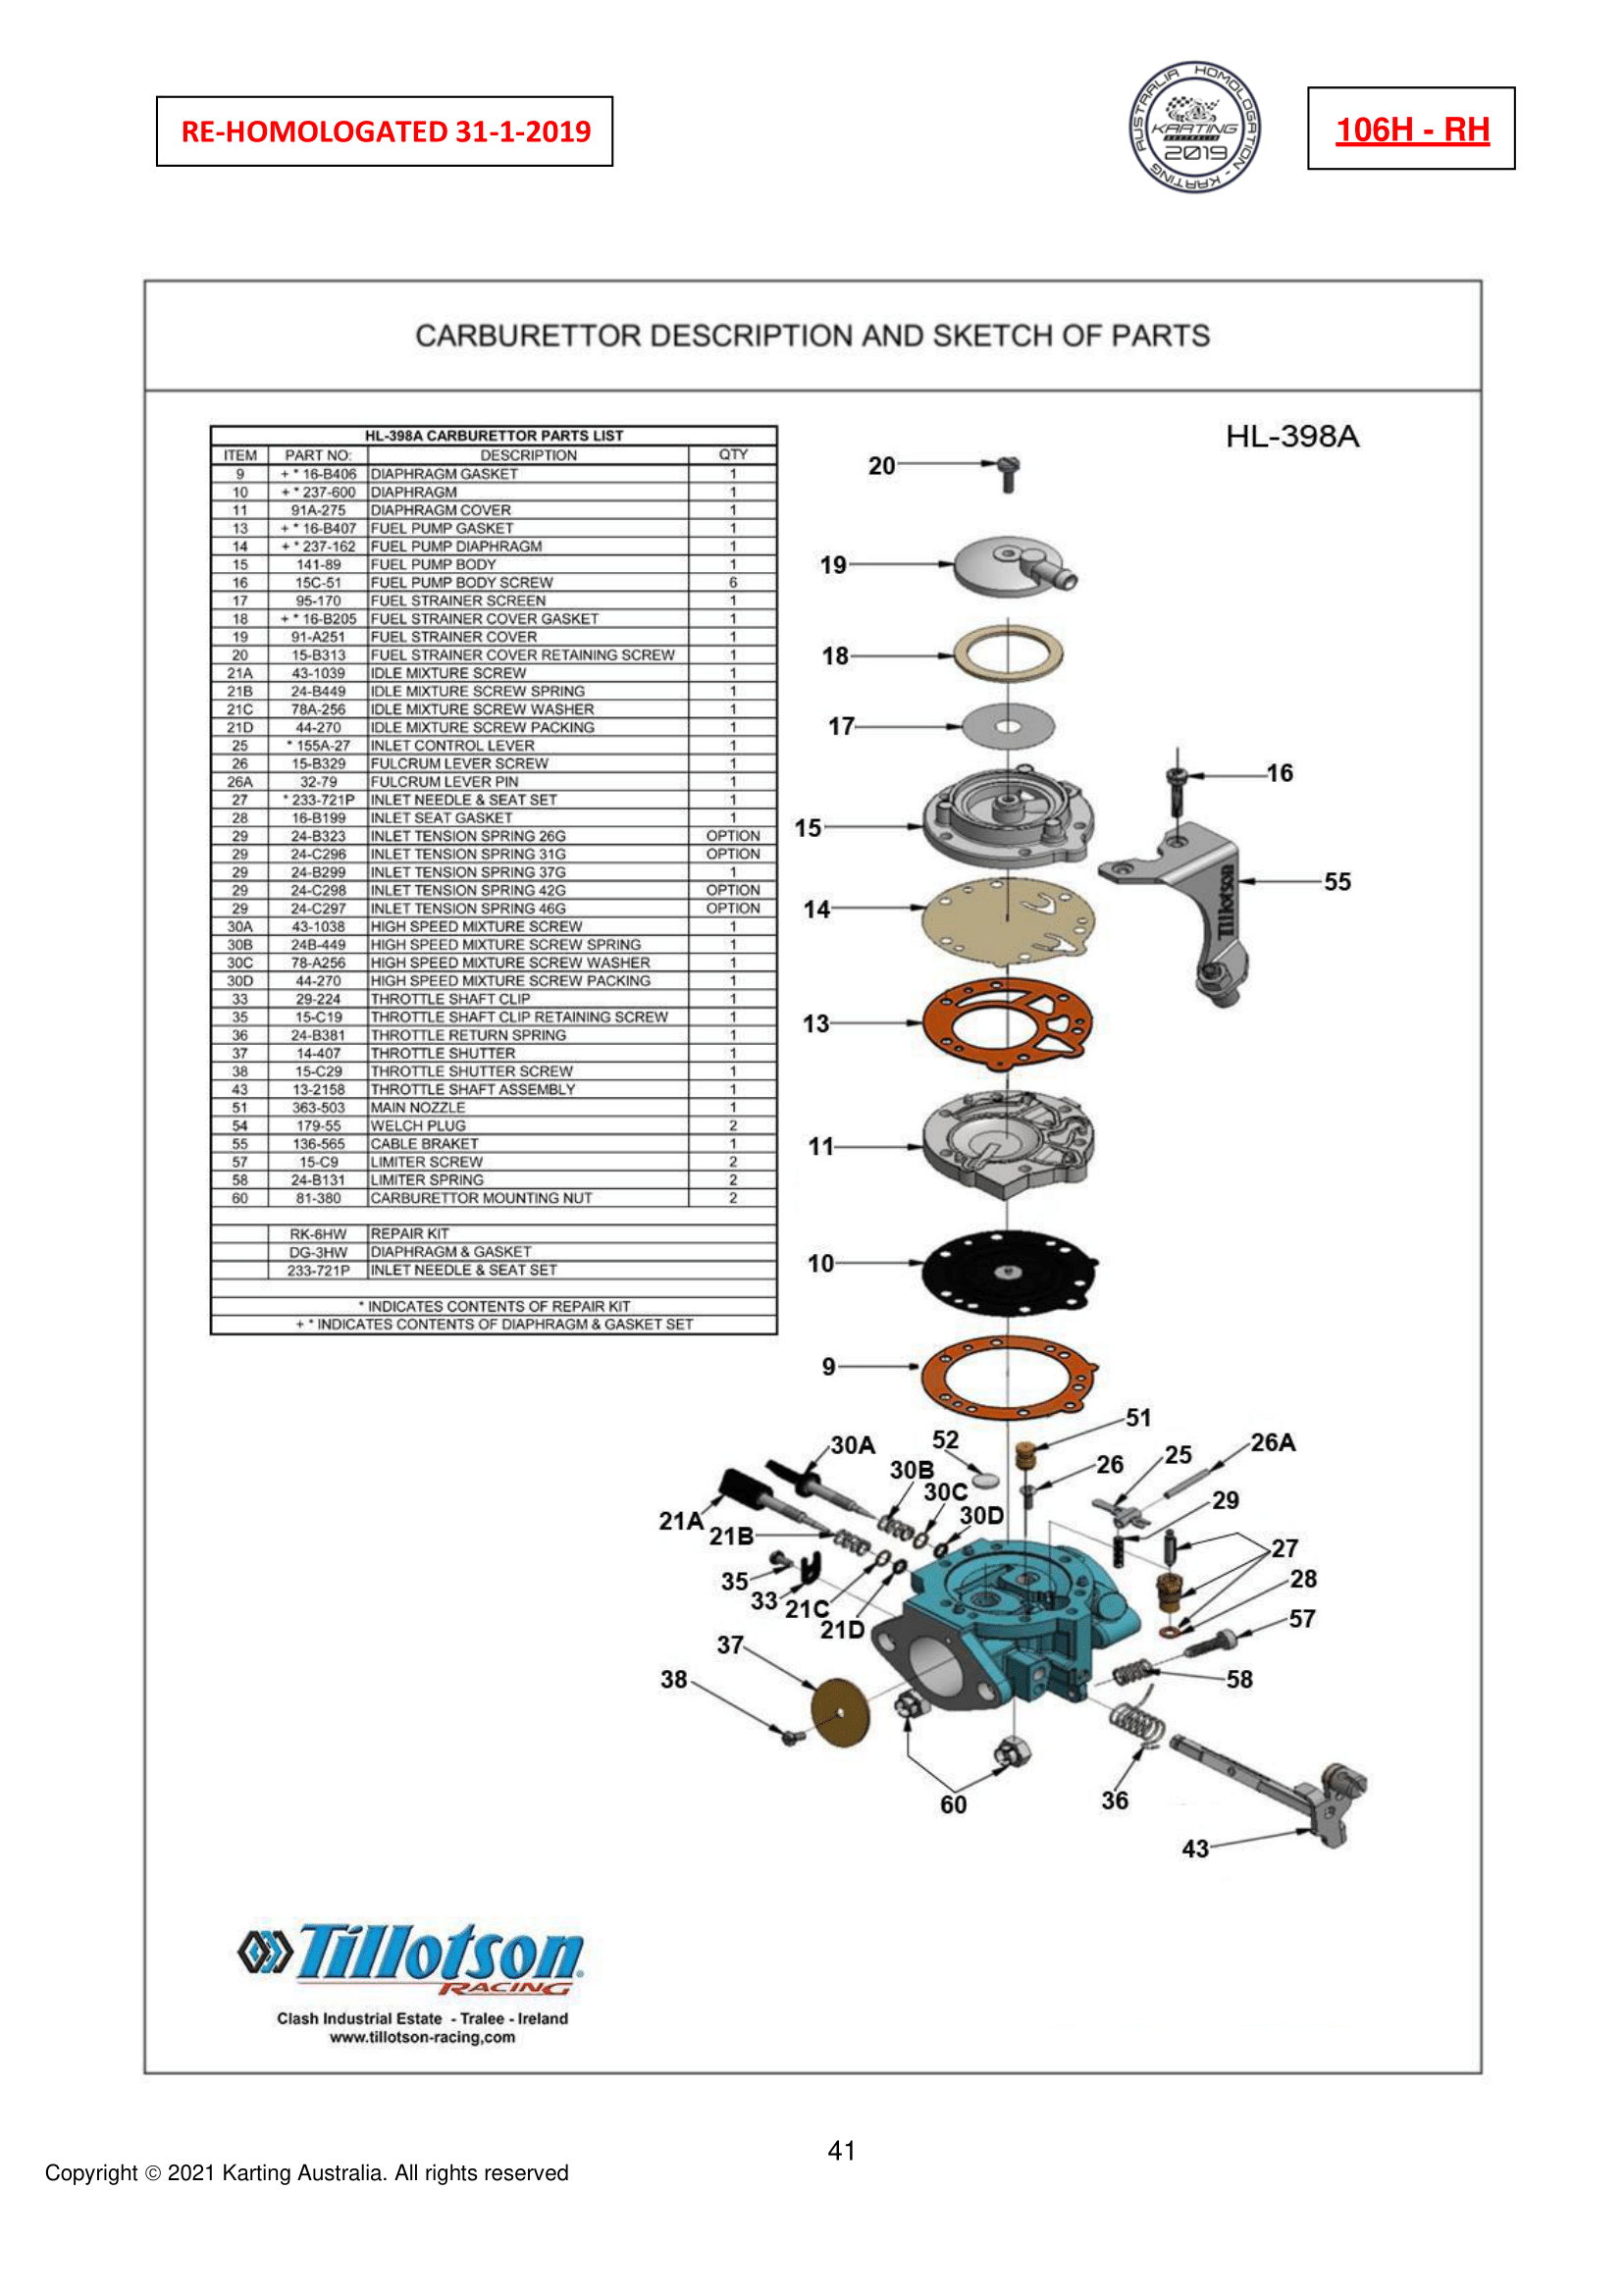 RE-HOMOLOGATED 31-1-2019
AUSTRALIA HOMOLOGATION - KARTING
KARTING
AUSTRALIA
2019
106H - RH
CARBURETTOR DESCRIPTION AND SKETCH OF PARTS
HL-398A CARBURETTOR PARTS LIST
ITEM PART NO: DESCRIPTION QTY
9 + * 16-B406 DIAPHRAGM GASKET 1
10 + * 237-600 DIAPHRAGM 1
11 91A-275 DIAPHRAGM COVER 1
13 + * 16-B407 FUEL PUMP GASKET 1
14 + * 237-162 FUEL PUMP DIAPHRAGM 1
15 141-89 FUEL PUMP BODY 1
16 15C-51 FUEL PUMP BODY SCREW 6
17 95-170 FUEL STRAINER SCREEN 1
18 + * 16-B205 FUEL STRAINER COVER GASKET 1
19 91-A251 FUEL STRAINER COVER 1
20 15-B313 FUEL STRAINER COVER RETAINING SCREW 1
21A 43-1039 IDLE MIXTURE SCREW 1
21B 24-B449 IDLE MIXTURE SCREW SPRING 1
21C 78A-256 IDLE MIXTURE SCREW WASHER 1
21D 44-270 IDLE MIXTURE SCREW PACKING 1
25 * 155A-27 INLET CONTROL LEVER 1
26 15-B329 FULCRUM LEVER SCREW 1
26A 32-79 FULCRUM LEVER PIN 1
27 * 233-721P INLET NEEDLE & SEAT SET 1
28 16-B199 INLET SEAT GASKET 1
29 24-B323 INLET TENSION SPRING 26G OPTION
29 24-C296 INLET TENSION SPRING 31G OPTION
29 24-B299 INLET TENSION SPRING 37G 1
29 24-C298 INLET TENSION SPRING 42G OPTION
29 24-C297 INLET TENSION SPRING 46G OPTION
30A 43-1038 HIGH SPEED MIXTURE SCREW 1
30B 24B-449 HIGH SPEED MIXTURE SCREW SPRING 1
30C 78-A256 HIGH SPEED MIXTURE SCREW WASHER 1
30D 44-270 HIGH SPEED MIXTURE SCREW PACKING 1
33 29-224 THROTTLE SHAFT CLIP 1
35 15-C19 THROTTLE SHAFT CLIP RETAINING SCREW 1
36 24-B381 THROTTLE RETURN SPRING 1
37 14-407 THROTTLE SHUTTER 1
38 15-C29 THROTTLE SHUTTER SCREW 1
43 13-2158 THROTTLE SHAFT ASSEMBLY 1
51 363-503 MAIN NOZZLE 1
54 179-55 WELCH PLUG 2
55 136-565 CABLE BRAKET 1
57 15-C9 LIMITER SCREW 2
58 24-B131 LIMITER SPRING 2
60 81-380 CARBURETTOR MOUNTING NUT 2
RK-6HW REPAIR KIT
DG-3HW DIAPHRAGM & GASKET
233-721P INLET NEEDLE & SEAT SET
* INDICATES CONTENTS OF REPAIR KIT
+ * INDICATES CONTENTS OF DIAPHRAGM & GASKET SET
HL-398A
20
19
18
17
16
15
55
Tillotson
14
13
11
10
9
51
52
30A
26A
25
26
30B
30C
29
30D
21A
21B
27
28
35
33
21C
21D
57
37
38
58
60
36
43
Tillotson
RACING
Clash Industrial Estate - Tralee - Ireland
www.tillotson-racing,com
41
Copyright © 2021 Karting Australia. All rights reserved